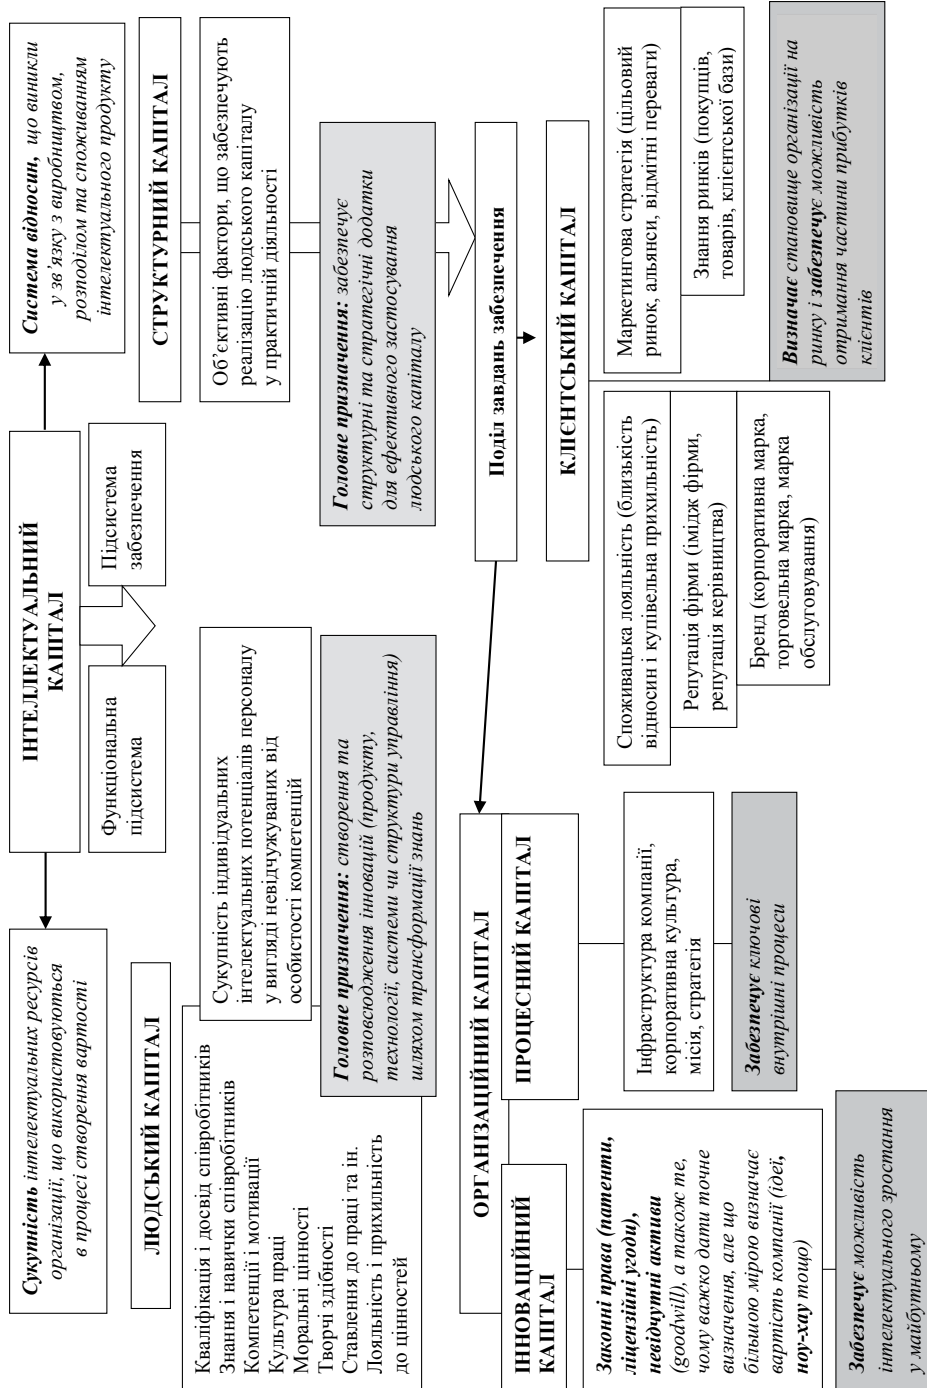 Сукупність інтелектуальних ресурсів
організації, що використовуються
в процесі створення вартості
ІНТЕЛЛЕКТУАЛЬНИЙ
КАПІТАЛ
Система відносин, що виникли
у зв’язку з виробництвом,
розподілом та споживанням
інтелектуального продукту
Функціональна
підсистема
Підсистема
забезпечення
ЛЮДСЬКИЙ КАПІТАЛ
Кваліфікація і досвід співробітників
Знання і навички співробітників
Компетенції і мотивації
Культура праці
Моральні цінності
Творчі здібності
Ставлення до праці та ін.
Лояльність і прихильність
до цінностей
Сукупність індивідуальних
інтелектуальних потенціалів персоналу
у вигляді невідчужуваних від
особистості компетенцій
Головне призначення: створення та
розповсюдження інновацій (продукту,
технології, системи чи структури управління)
шляхом трансформації знань
СТРУКТУРНИЙ КАПІТАЛ
Об’єктивні фактори, що забезпечують
реалізацію людського капіталу
у практичній діяльності
Головне призначення: забезпечує
структурні та стратегічні додатки
для ефективного застосування
людського капіталу
Поділ завдань забезпечення
ОРГАНІЗАЦІЙНИЙ КАПІТАЛ
ІННОВАЦІЙНИЙ
КАПІТАЛ
Законні права (патенти,
ліцензійні угоди),
невідчутні активи
(goodwill), а також те,
чому важко дати точне
визначення, але що
більшою мірою визначає
вартість компанії (ідеї,
ноу-хау тощо)
Забезпечує можливість
інтелектуального зростання
у майбутньому
ПРОЦЕСНИЙ КАПІТАЛ
Інфраструктура компанії,
корпоративна культура,
місія, стратегія
Забезпечує ключові
внутрішні процеси
КЛІЄНТСЬКИЙ КАПІТАЛ
Споживацька лояльність (близькість
відносин і купівельна прихильність)
Репутація фірми (імідж фірми,
репутація керівництва)
Бренд (корпоративна марка,
торговельна марка, марка
обслуговування)
Маркетингова стратегія (цільовий
ринок, альянси, відмітні переваги)
Знання ринків (покупців,
товарів, клієнтської бази)
Визначає становище організації на
ринку і забезпечує можливість
отримання частини прибутків
клієнтів